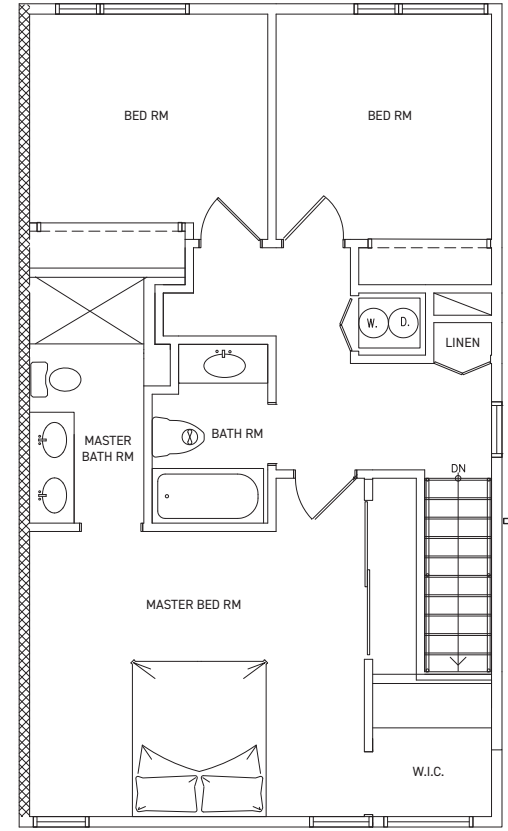 BED RM
BED RM
W.
D.
LINEN
BATH RM
MASTER
BATH RM
DN
MASTER BED RM
W.I.C.